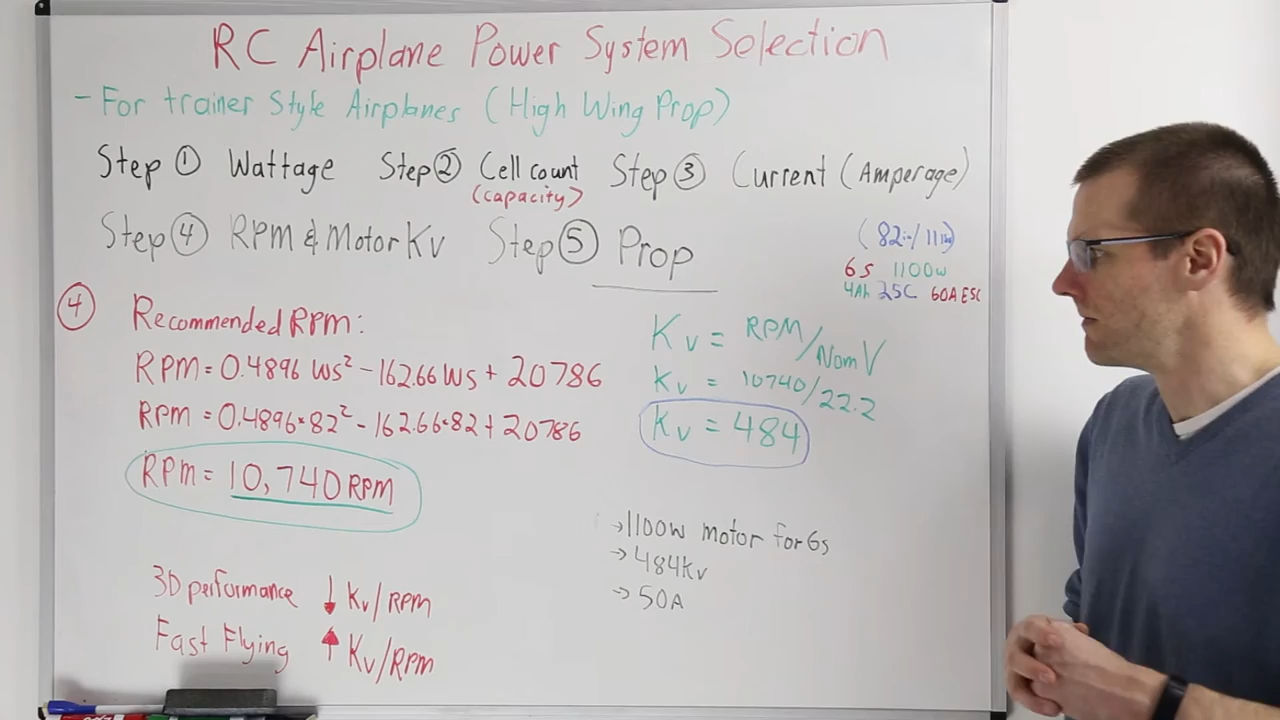 RC Airplane Power System Selection
- For trainer Style Airplanes (High Wing Prop)
Step ① Wattage Step ② Cell count Step ③ Current (Amperage)
(capacity)
Step ④ RPM & Motor Kv Step ⑤ Prop
(82in/11lb)
6s 1100w
4Ah 25C 60A ESC
④ Recommended RPM:
RPM = 0.4896 WS² - 162.66 WS + 20786
RPM = 0.4896*82² - 162.66*82 + 20786
RPM = 10,740 RPM
Kv = RPM/Nom V
Kv = 10740/22.2
Kv = 484
→1100W motor for 6s
→484Kv
→50A
3D performance ↓ Kv/RPM
Fast Flying ↑ Kv/RPM